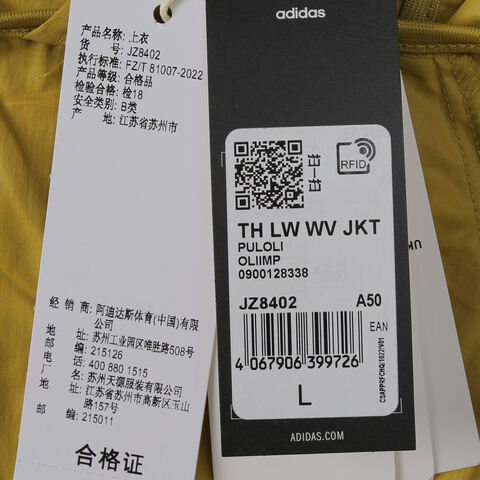 产品名称: 上衣
货 号: JZ8402
执行标准: FZ/T 81007-2022
产品等级: 合格品
检验合格: 检18
安全类别: B类
产 地: 江苏省苏州市
经 销 商: 阿迪达斯体育(中国)有限
公司
地 址: 苏州工业园区唯胜路508号
邮 编: 215126
电 话: 400 880 1515
名 称: 苏州天源服装有限公司
地 址: 江苏省苏州市高新区玉山
路157号
邮 编: 215011
合格证
adidas
RFID
TH LW WV JKT
PULOLI
OLIIMP
0900128338
JZ8402 A50
EAN
4 067906 399726
CSAPPRFCHQ/1022/V01
L
ADIDAS.COM